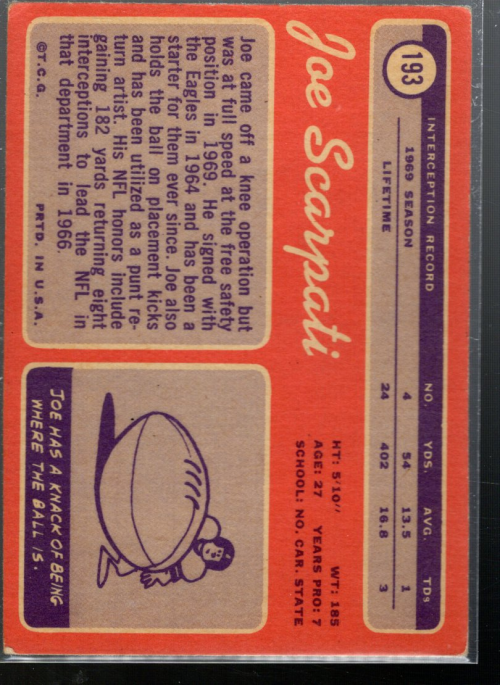 193
INTERCEPTION RECORD NO. YDS. AVG. TDs
1969 SEASON 4 54 13.5 1
LIFETIME 24 402 16.8 3
Joe Scarpati
HT: 5'10" WT: 185
AGE: 27 YEARS PRO: 7
SCHOOL: NO. CAR. STATE
Joe came off a knee operation but
was at full speed at the free safety
position in 1969. He signed with
the Eagles in 1964 and has been a
starter for them ever since. Joe also
holds the ball on placement kicks
and has been utilized as a punt re-
turn artist. His NFL honors include
gaining 182 yards returning eight
interceptions to lead the NFL in
that department in 1966.
©T.C.G. PRTD. IN U.S.A.
JOE HAS A KNACK OF BEING
WHERE THE BALL IS.